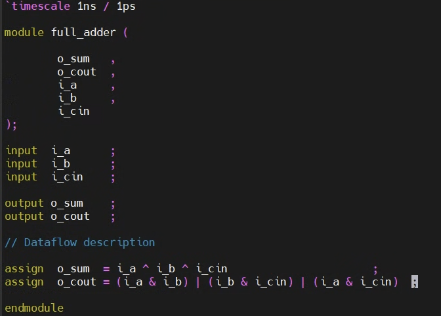 `timescale 1ns / 1ps
module full_adder (
o_sum ,
o_cout ,
i_a ,
i_b ,
i_cin
);
input i_a ;
input i_b ;
input i_cin ;
output o_sum ;
output o_cout ;
// Dataflow description
assign o_sum = i_a ^ i_b ^ i_cin ;
assign o_cout = (i_a & i_b) | (i_b & i_cin) | (i_a & i_cin) ;
endmodule